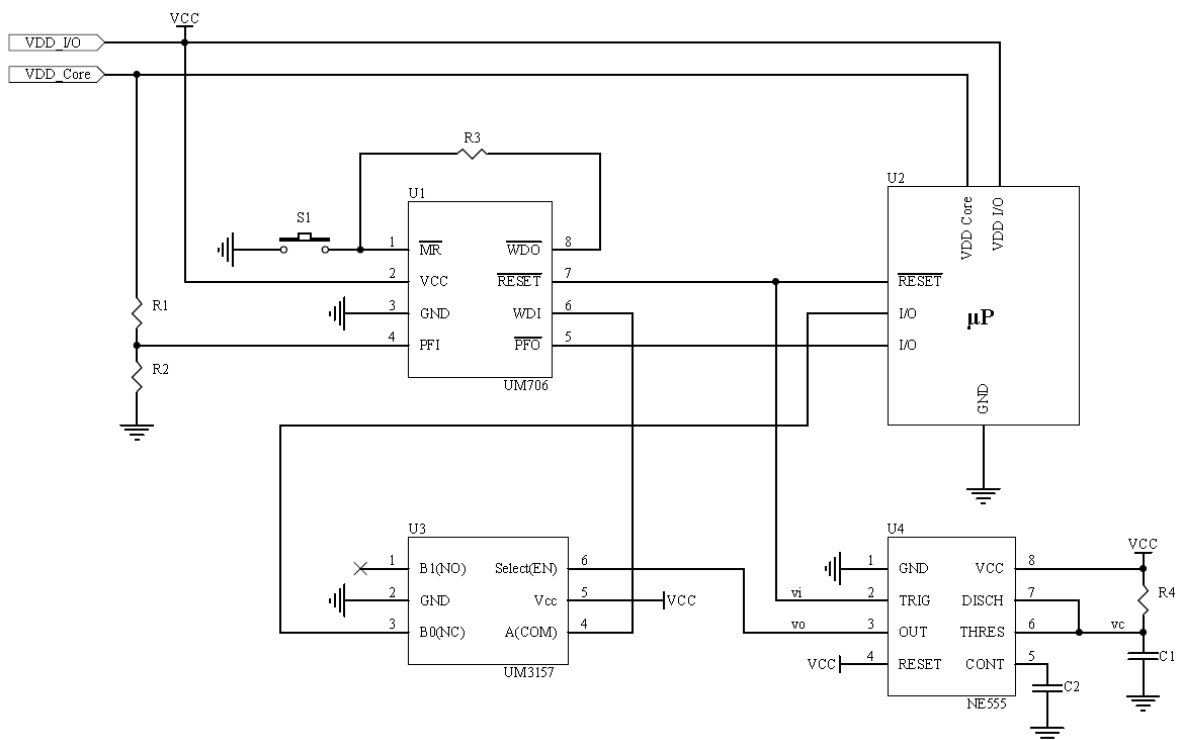 VCC
VDD_I/O
VDD_Core
R3
U1
U2
S1
VDD Core
VDD I/O
1 MR WDO 8
2 VCC RESET 7
3 GND WDI 6
4 PFI PFO 5
UM706
RESET
I/O
I/O
µP
GND
R1
R2
U3
1 B1(NO) Select(EN) 6
2 GND Vcc 5 VCC
3 B0(NC) A(COM) 4
UM3157
U4
VCC
1 GND VCC 8
vi 2 TRIG DISCH 7
R4
vo 3 OUT THRES 6 vc
VCC 4 RESET CONT 5
C1
C2
NE555